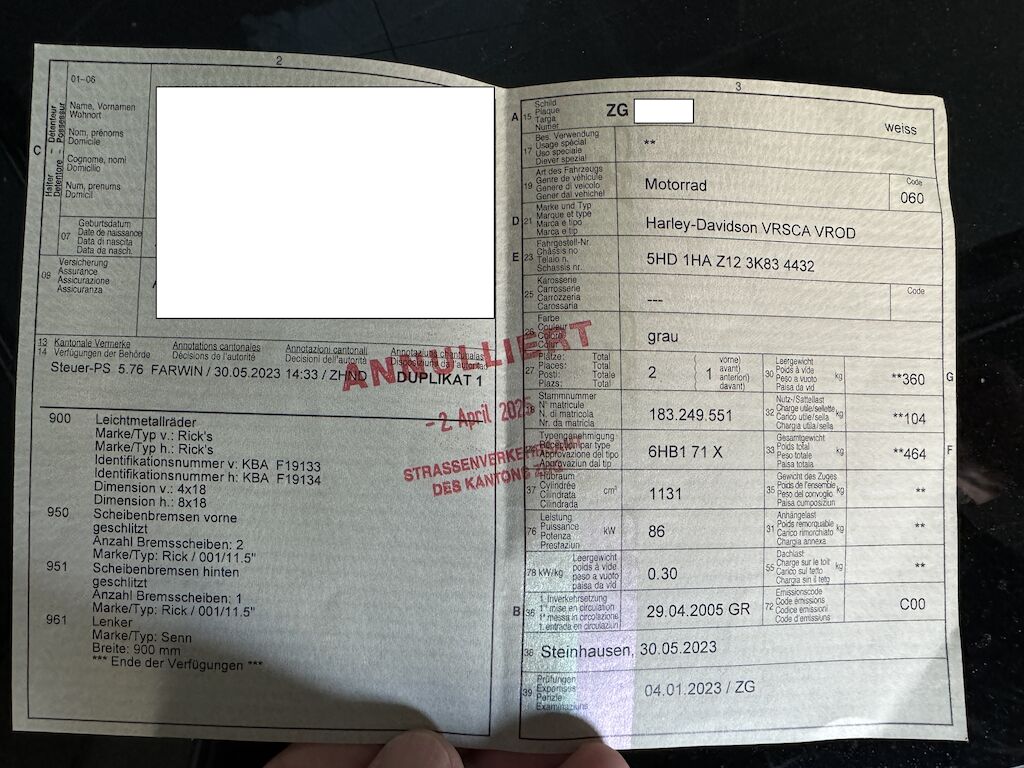 2
01–06
Name, Vornamen
Wohnort
Nom, prénoms
Domicile
Cognome, nomi
Domicilio
Num, prenums
Domicil
C
Halter – Détenteur
Detentore – Possessur
07
Geburtsdatum
Date de naissance
Data di nascita
Data da nasch.
09
Versicherung
Assurance
Assicurazione
Assicuranza
13 Kantonale Vermerke Annotations cantonales Annotazioni cantonali Annotaziuns chantunalas
14 Verfügungen der Behörde Décisions de l'autorité Decisioni dell'autorità Disposiziuns da l'autoritad
Steuer-PS 5.76 FARWIN / 30.05.2023 14:33 / ZHND DUPLIKAT 1
900 Leichtmetallräder
Marke/Typ v.: Rick's
Marke/Typ h.: Rick's
Identifikationsnummer v: KBA F19133
Identifikationsnummer h: KBA F19134
Dimension v.: 4x18
Dimension h.: 8x18
950 Scheibenbremsen vorne
geschlitzt
Anzahl Bremsscheiben: 2
Marke/Typ: Rick / 001/11.5"
951 Scheibenbremsen hinten
geschlitzt
Anzahl Bremsscheiben: 1
Marke/Typ: Rick / 001/11.5"
961 Lenker
Marke/Typ: Senn
Breite: 900 mm
*** Ende der Verfügungen ***
ANNULLIERT
- 2 April 2025
STRASSENVERKEHRSAMT
DES KANTONS
3
A 15 Schild
Plaque
Targa
Numer
ZG
weiss
17 Bes. Verwendung
Usage spécial
Uso speciale
Diever spezial
**
19 Art des Fahrzeugs
Genre de véhicule
Genere di veicolo
Gener dal vehichel
Motorrad
Code
060
D 21 Marke und Typ
Marque et type
Marca e tipo
Marca e tip
Harley-Davidson VRSCA VROD
E 23 Fahrgestell-Nr.
Châssis no
Telaio n.
Schassis nr.
5HD 1HA Z12 3K83 4432
25 Karosserie
Carrosserie
Carrozzeria
Carossaria
---
Code
26 Farbe
Couleur
Colore
Colur
grau
27 Plätze: Total
Places: Total
Posti: Totale
Plazs: Total
2
1
vorne)
avant)
anteriori)
davant)
30 Leergewicht
Poids à vide
Peso a vuoto
Paisa da vid
kg
**360
G
18 Stammnummer
N° matricule
N. di matricola
Nr. da matricla
183.249.551
32 Nutz-/Sattellast
Charge utile/sellette
Carico utile/sella
Chargia utila/sella
kg
**104
Typengenehmigung
Réception par type
Approvazione del tipo
Approvaziun dal tip
6HB1 71 X
33 Gesamtgewicht
Poids total
Peso totale
Paisa totala
kg
**464
F
37 Hubraum
Cylindrée
Cilindrata
Cilindrada
cm³
1131
35 Gewicht des Zuges
Poids de l'ensemble
Peso del convoglio
Paisa cumposiziun
kg
**
76 Leistung
Puissance
Potenza
Prestaziun
kW
86
31 Anhängelast
Poids remorquable
Carico rimorchiato
Chargia annexa
kg
**
78 kW/kg
Leergewicht
poids à vide
peso a vuoto
paisa da vid
0.30
55 Dachlast
Charge sur le toit
Carico sul tetto
Chargia sin il tetg
kg
**
B 36 1. Inverkehrsetzung
1re mise en circulation
1a messa in circolazione
1. entrada en circulaziun
29.04.2005 GR
72 Emissionscode
Code émissions
Codice emissioni
Code d'emissiuns
C00
38 Steinhausen, 30.05.2023
39 Prüfungen
Expertises
Perizie
Examinaziuns
04.01.2023 / ZG